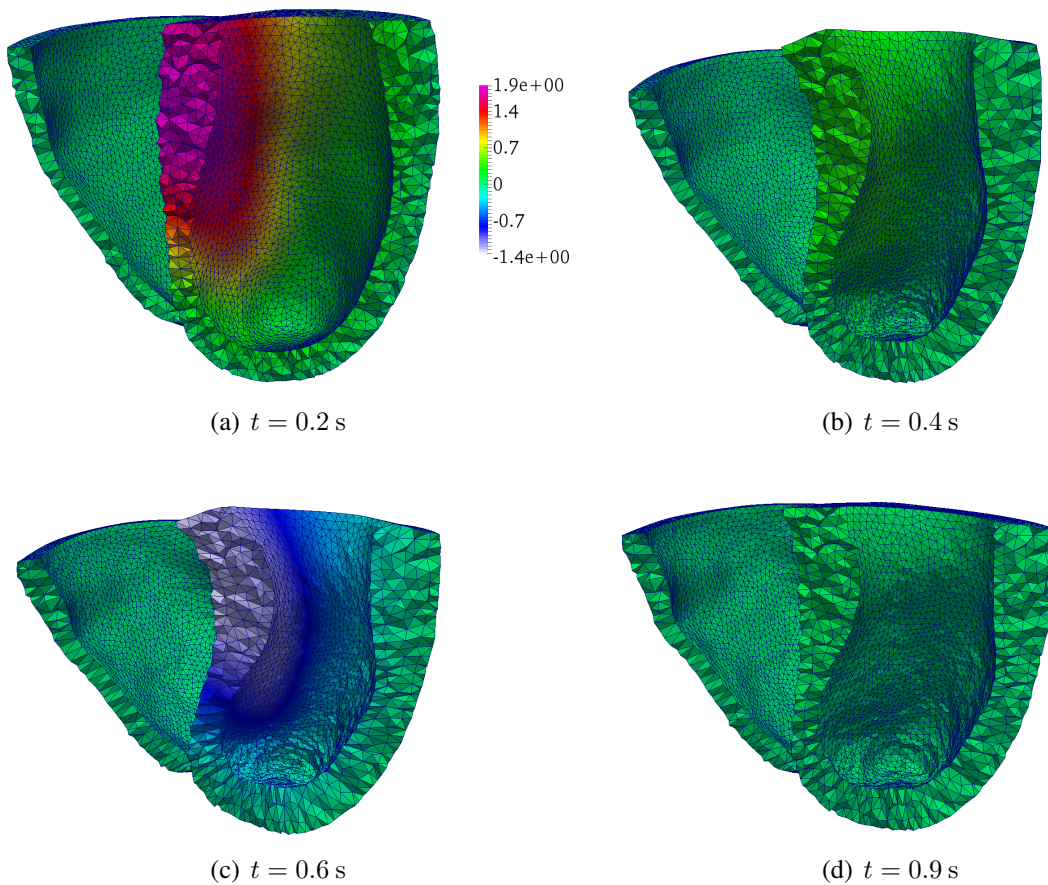 1.9e+00
1.4
0.7
0
-0.7
-1.4e+00
(a) t = 0.2 s
(b) t = 0.4 s
(c) t = 0.6 s
(d) t = 0.9 s